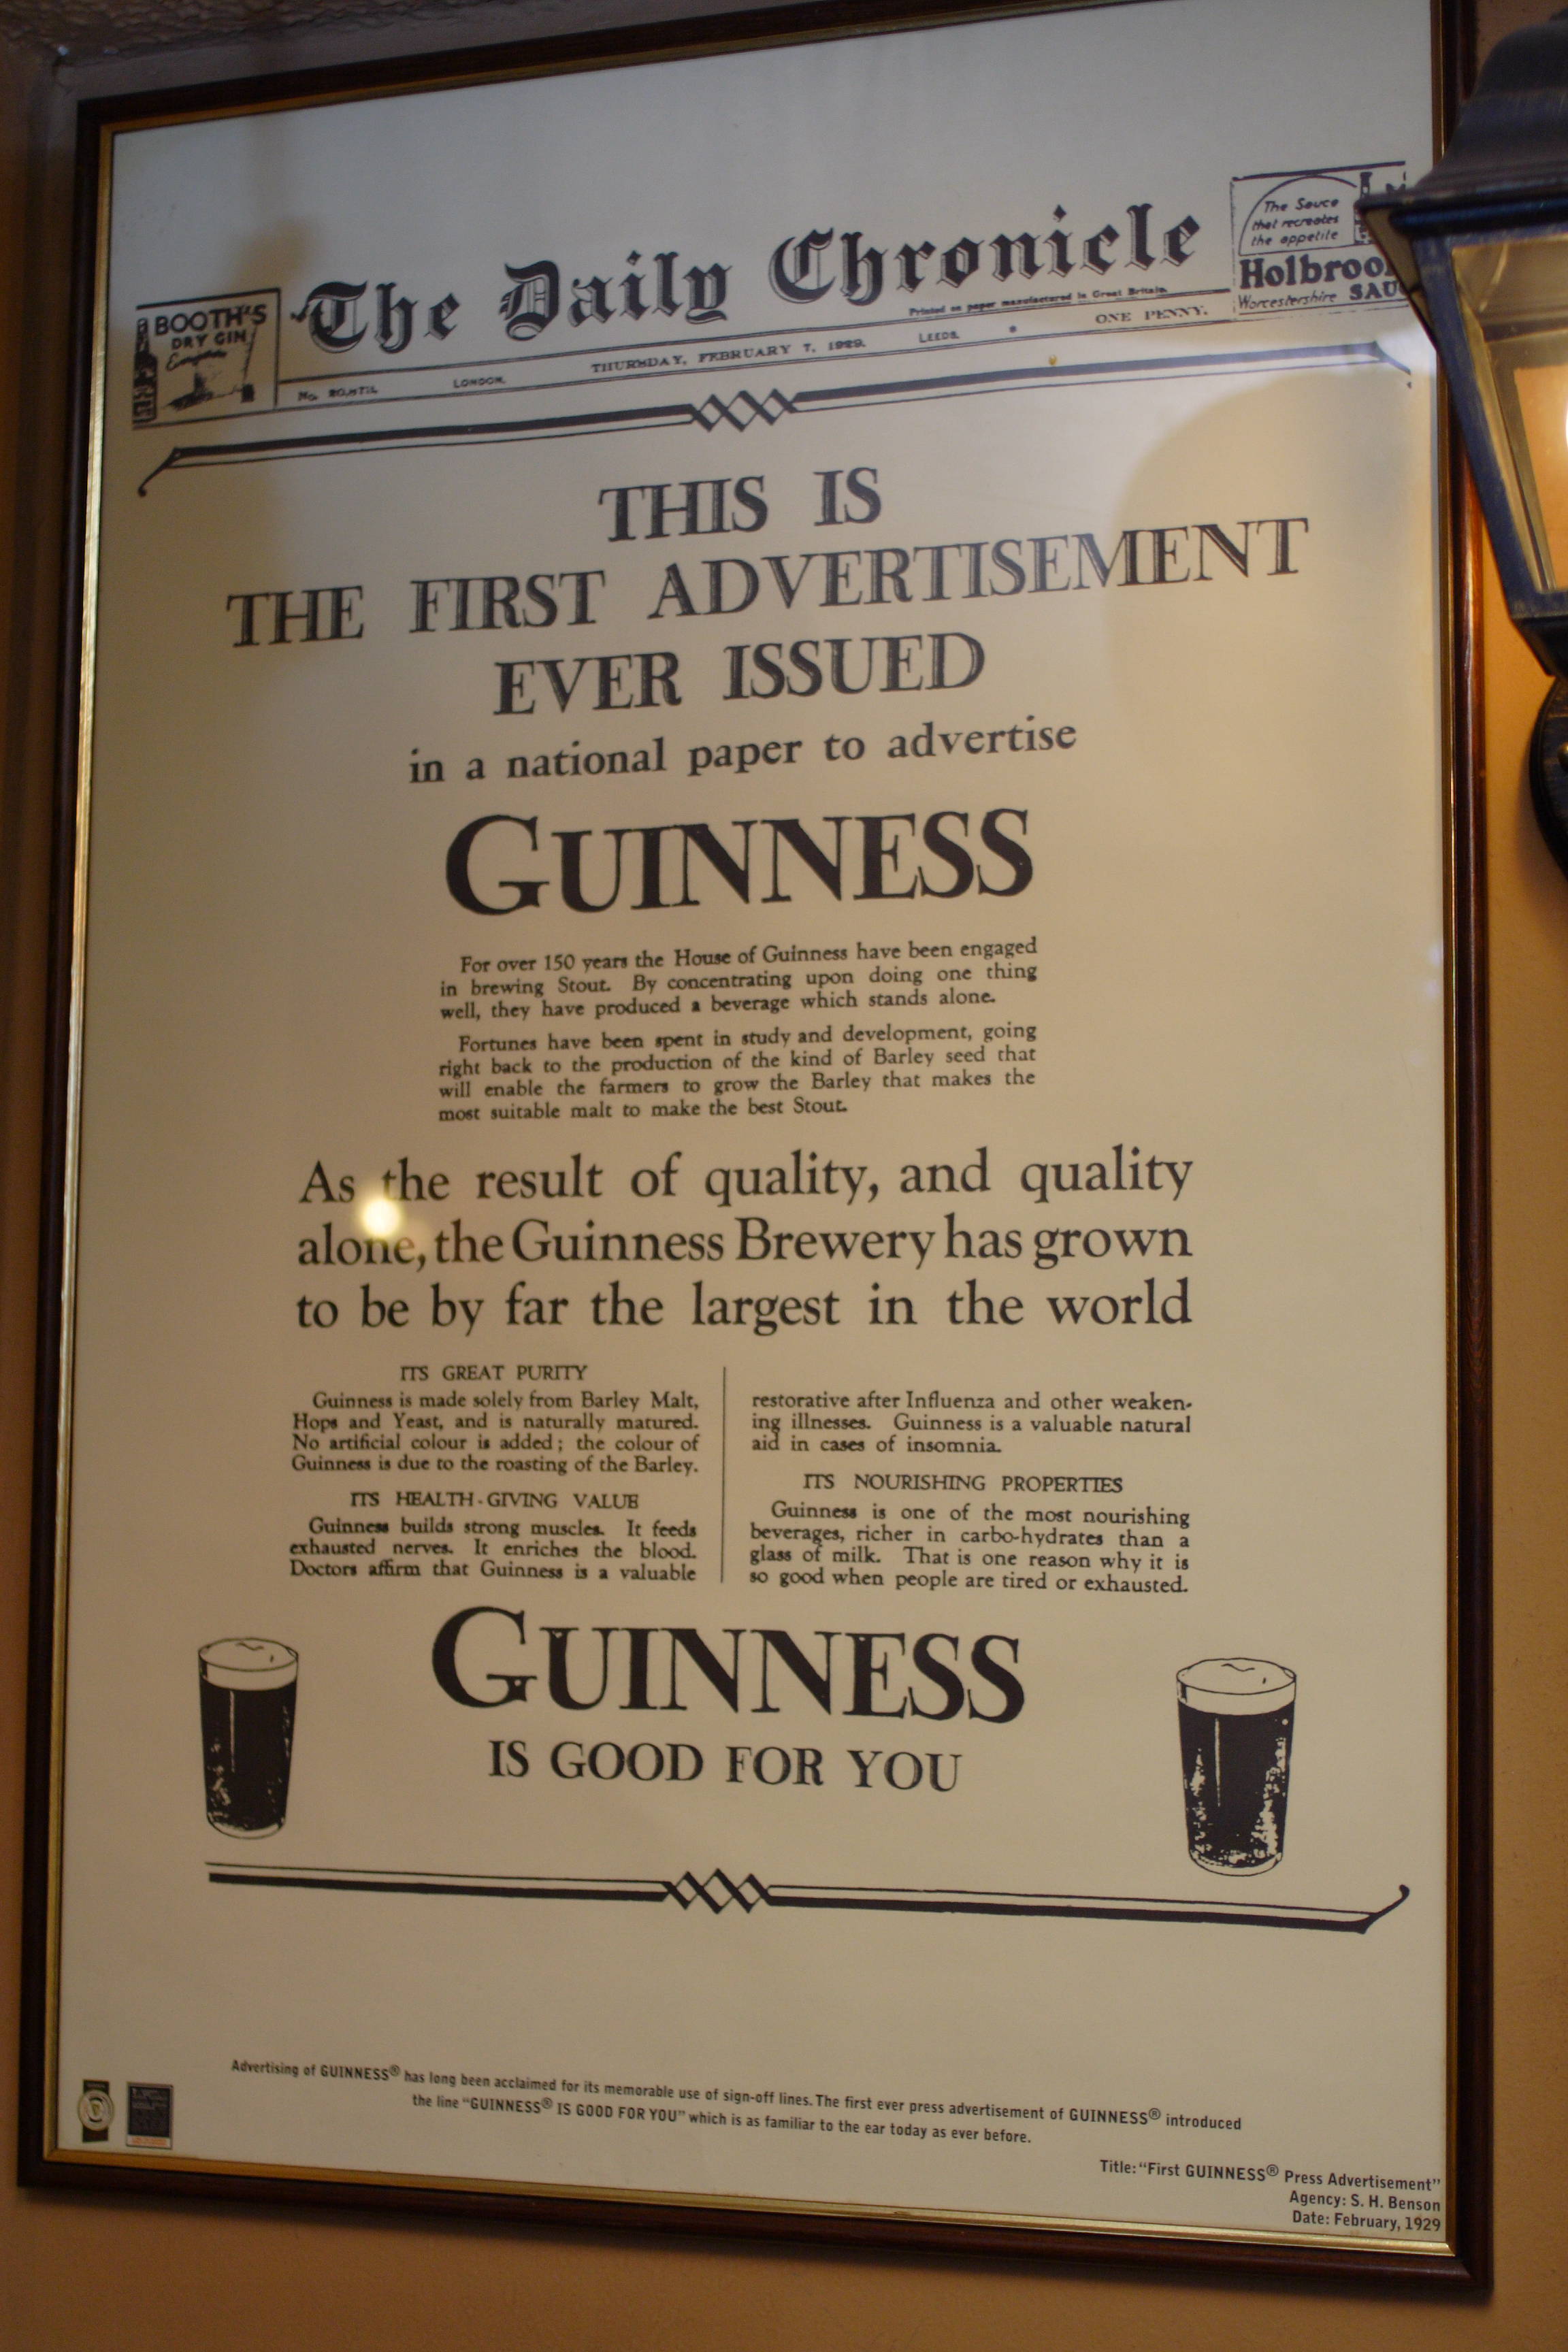 BOOTH'S
DRY GIN
The Daily Chronicle
The Sauce
that recreates
the appetite
Holbroo
Worcestershire SAU
Printed on paper manufactured in Great Britain.
No.
LONDON,
THURSDAY, FEBRUARY 7, 1929.
LEEDS.
ONE PENNY.
THIS IS
THE FIRST ADVERTISEMENT
EVER ISSUED
in a national paper to advertise
GUINNESS
For over 150 years the House of Guinness have been engaged
in brewing Stout. By concentrating upon doing one thing
well, they have produced a beverage which stands alone.
Fortunes have been spent in study and development, going
right back to the production of the kind of Barley seed that
will enable the farmers to grow the Barley that makes the
most suitable malt to make the best Stout.
As the result of quality, and quality
alone, the Guinness Brewery has grown
to be by far the largest in the world
ITS GREAT PURITY
Guinness is made solely from Barley Malt,
Hops and Yeast, and is naturally matured.
No artificial colour is added; the colour of
Guinness is due to the roasting of the Barley.
ITS HEALTH-GIVING VALUE
Guinness builds strong muscles. It feeds
exhausted nerves. It enriches the blood.
Doctors affirm that Guinness is a valuable
restorative after Influenza and other weaken-
ing illnesses. Guinness is a valuable natural
aid in cases of insomnia.
ITS NOURISHING PROPERTIES
Guinness is one of the most nourishing
beverages, richer in carbo-hydrates than a
glass of milk. That is one reason why it is
so good when people are tired or exhausted.
GUINNESS
IS GOOD FOR YOU
Advertising of GUINNESS® has long been acclaimed for its memorable use of sign-off lines. The first ever press advertisement of GUINNESS® introduced
the line "GUINNESS® IS GOOD FOR YOU" which is as familiar to the ear today as ever before.
Title: "First GUINNESS® Press Advertisement"
Agency: S. H. Benson
Date: February, 1929